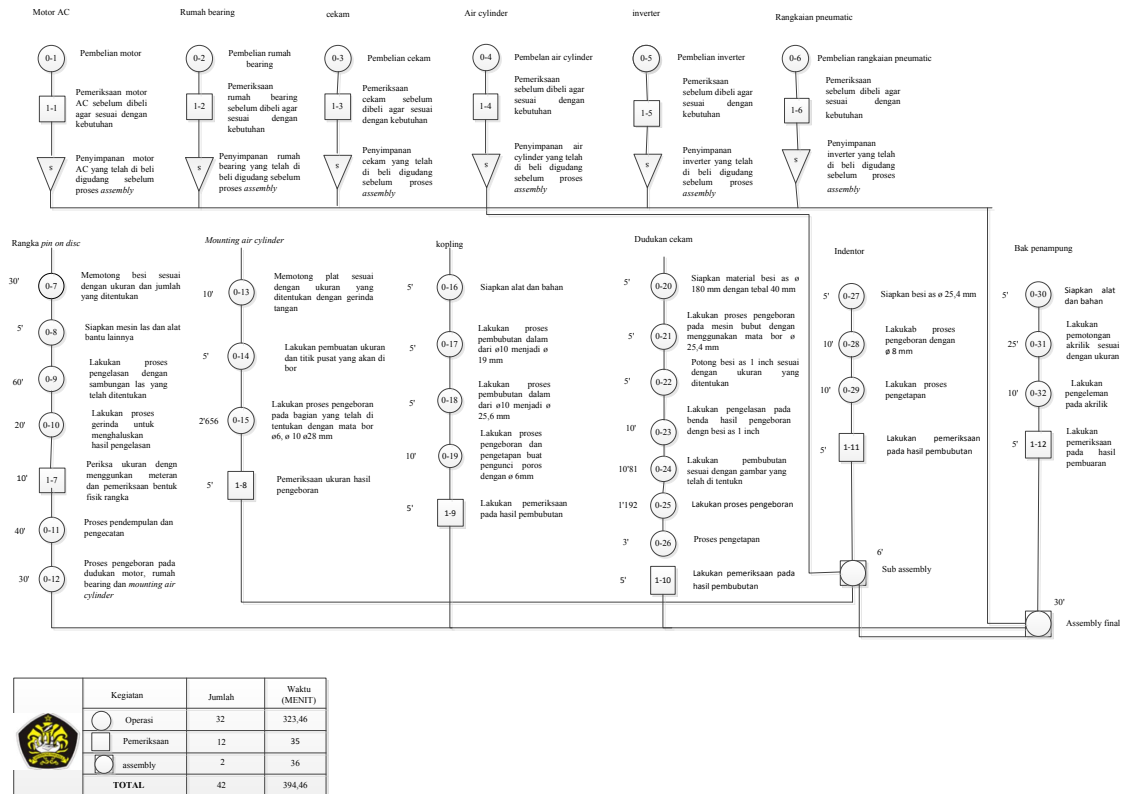 Motor AC
Rumah bearing
cekam
Air cylinder
inverter
Rangkaian pneumatic
0-1
Pembelian motor
1-1
Pemeriksaan motor
AC sebelum dibeli
agar sesuai dengan
kebutuhan
s
Penyimpanan motor
AC yang telah di beli
digudang sebelum
proses assembly
0-2
Pembelian rumah
bearing
1-2
Pemeriksaan
rumah bearing
sebelum dibeli agar
sesuai dengan
kebutuhan
s
Penyimpanan rumah
bearing yang telah di
beli digudang sebelum
proses assembly
0-3
Pembelian cekam
1-3
Pemeriksaan
cekam sebelum
dibeli agar sesuai
dengan kebutuhan
s
Penyimpanan
cekam yang telah
di beli digudang
sebelum proses
assembly
0-4
Pembelan air cylinder
1-4
Pemeriksaan
sebelum dibeli agar
sesuai dengan
kebutuhan
s
Penyimpanan air
cylinder yang telah
di beli digudang
sebelum proses
assembly
0-5
Pembelian inverter
1-5
Pemeriksaan
sebelum dibeli agar
sesuai dengan
kebutuhan
s
Penyimpanan
inverter yang telah
di beli digudang
sebelum proses
assembly
0-6
Pembelian rangkaian pneumatic
1-6
Pemeriksaan
sebelum dibeli agar
sesuai dengan
kebutuhan
s
Penyimpanan
inverter yang telah
di beli digudang
sebelum proses
assembly
Rangka pin on disc
30'
0-7
Memotong besi sesuai
dengan ukuran dan jumlah
yang ditentukan
5'
0-8
Siapkan mesin las dan alat
bantu lainnya
60'
0-9
Lakukan proses
pengelasan dengan
sambungan las yang
telah ditentukan
20'
0-10
Lakukan proses
gerinda untuk
menghaluskan
hasil pengelasan
10'
1-7
Periksa ukuran dengn
menggunkan meteran
dan pemeriksaan bentuk
fisik rangka
40'
0-11
Proses pendempulan dan
pengecatan
30'
0-12
Proses pengeboran pada
dudukan motor, rumah
bearing dan mounting air
cylinder
Mounting air cylinder
10'
0-13
Memotong plat sesuai
dengan ukuran yang
ditentukan dengan gerinda
tangan
5'
0-14
Lakukan pembuatan ukuran
dan titik pusat yang akan di
bor
2'656
0-15
Lakukan proses pengeboran
pada bagian yang telah di
tentukan dengan mata bor
ø6, ø 10 ø28 mm
5'
1-8
Pemeriksaan ukuran hasil
pengeboran
kopling
5'
0-16
Siapkan alat dan bahan
5'
0-17
Lakukan proses
pembubutan dalam
dari ø10 menjadi ø
19 mm
5'
0-18
Lakukan proses
pembubutan dalam
dari ø10 menjadi ø
25,6 mm
10'
0-19
Lakukan proses
pengeboran dan
pengetapan buat
pengunci poros
dengan ø 6mm
5'
1-9
Lakukan pemeriksaan
pada hasil pembubutan
Dudukan cekam
5'
0-20
Siapkan material besi as ø
180 mm dengan tebal 40 mm
5'
0-21
Lakukan proses pengeboran
pada mesin bubut dengan
menggunakan mata bor ø
25,4 mm
5'
0-22
Potong besi as 1 inch sesuai
dengan ukuran yang
ditentukan
10'
0-23
Lakukan pengelasan pada
benda hasil pengeboran
dengn besi as 1 inch
10'81
0-24
Lakukan pembubutan
sesuai dengan gambar yang
telah di tentukn
1'192
0-25
Lakukan proses pengeboran
3'
0-26
Proses pengetapan
5'
1-10
Lakukan pemeriksaan pada
hasil pembubutan
Indentor
5'
0-27
Siapkan besi as ø 25,4 mm
10'
0-28
Lakukab proses
pengeboran dengan
ø 8 mm
10'
0-29
Lakukan proses
pengetapan
5'
1-11
Lakukan pemeriksaan
pada hasil pembubutan
6'
Sub assembly
Bak penampung
5'
0-30
Siapkan alat
dan bahan
25'
0-31
Lakukan
pemotongan
akrilik sesuai
dengan ukuran
10'
0-32
Lakukan
pengeleman
pada akrilik
5'
1-12
Lakukan
pemeriksaan
pada hasil
pembuaran
30'
Assembly final
Kegiatan
Jumlah
Waktu
(MENIT)
Operasi
32
323,46
Pemeriksaan
12
35
assembly
2
36
TOTAL
42
394,46